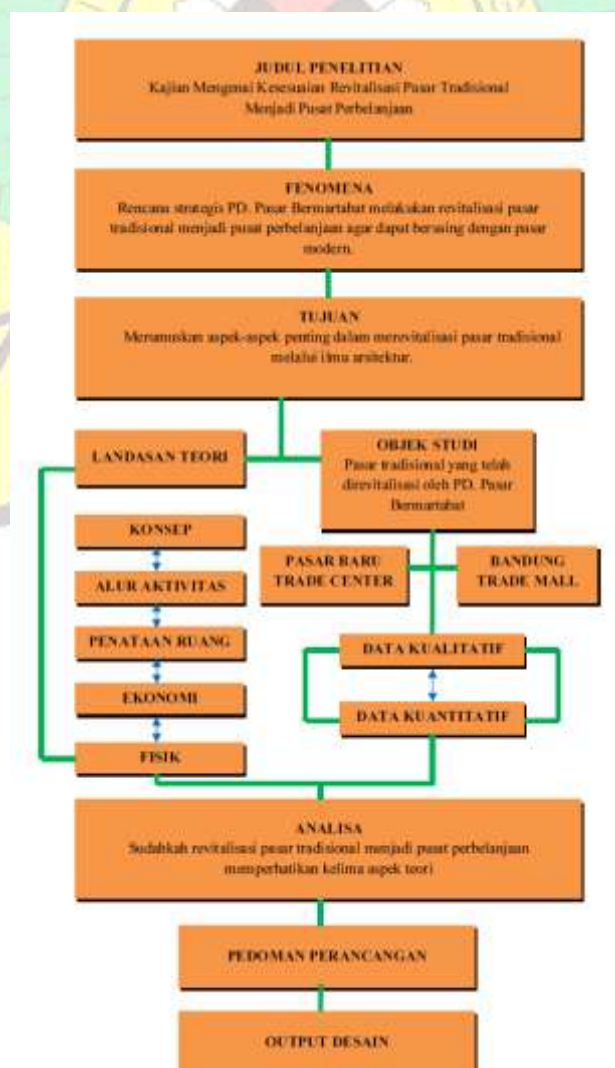 JUDUL PENELITIAN
Kajian Mengenai Kesesuaian Revitalisasi Pasar Tradisional
Menjadi Pusat Perbelanjaan
FENOMENA
Rencana strategis PD. Pasar Bermartabat melakukan revitalisasi pasar
tradisional menjadi pusat perbelanjaan agar dapat bersaing dengan pasar
modern.
TUJUAN
Merumuskan aspek-aspek penting dalam merevitalisasi pasar tradisional
melalui ilmu arsitektur.
LANDASAN TEORI
OBJEK STUDI
Pasar tradisional yang telah
direvitalisasi oleh PD. Pasar
Bermartabat
KONSEP
ALUR AKTIVITAS
PENATAAN RUANG
EKONOMI
FISIK
PASAR BARU
TRADE CENTER
BANDUNG
TRADE MALL
DATA KUALITATIF
DATA KUANTITATIF
ANALISA
Sudahkah revitalisasi pasar tradisional menjadi pusat perbelanjaan
memperhatikan kelima aspek teori
PEDOMAN PERANCANGAN
OUTPUT DESAIN